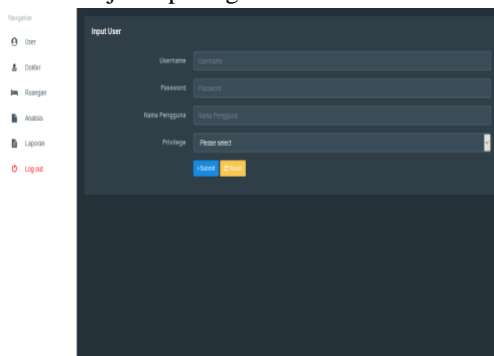 Navigation
User
Dokter
Ruangan
Analisis
Laporan
Log out
Input User
Username
Username
Password
Password
Nama Pengguna
Nama Pengguna
Privilege
Please select
Submit
Reset